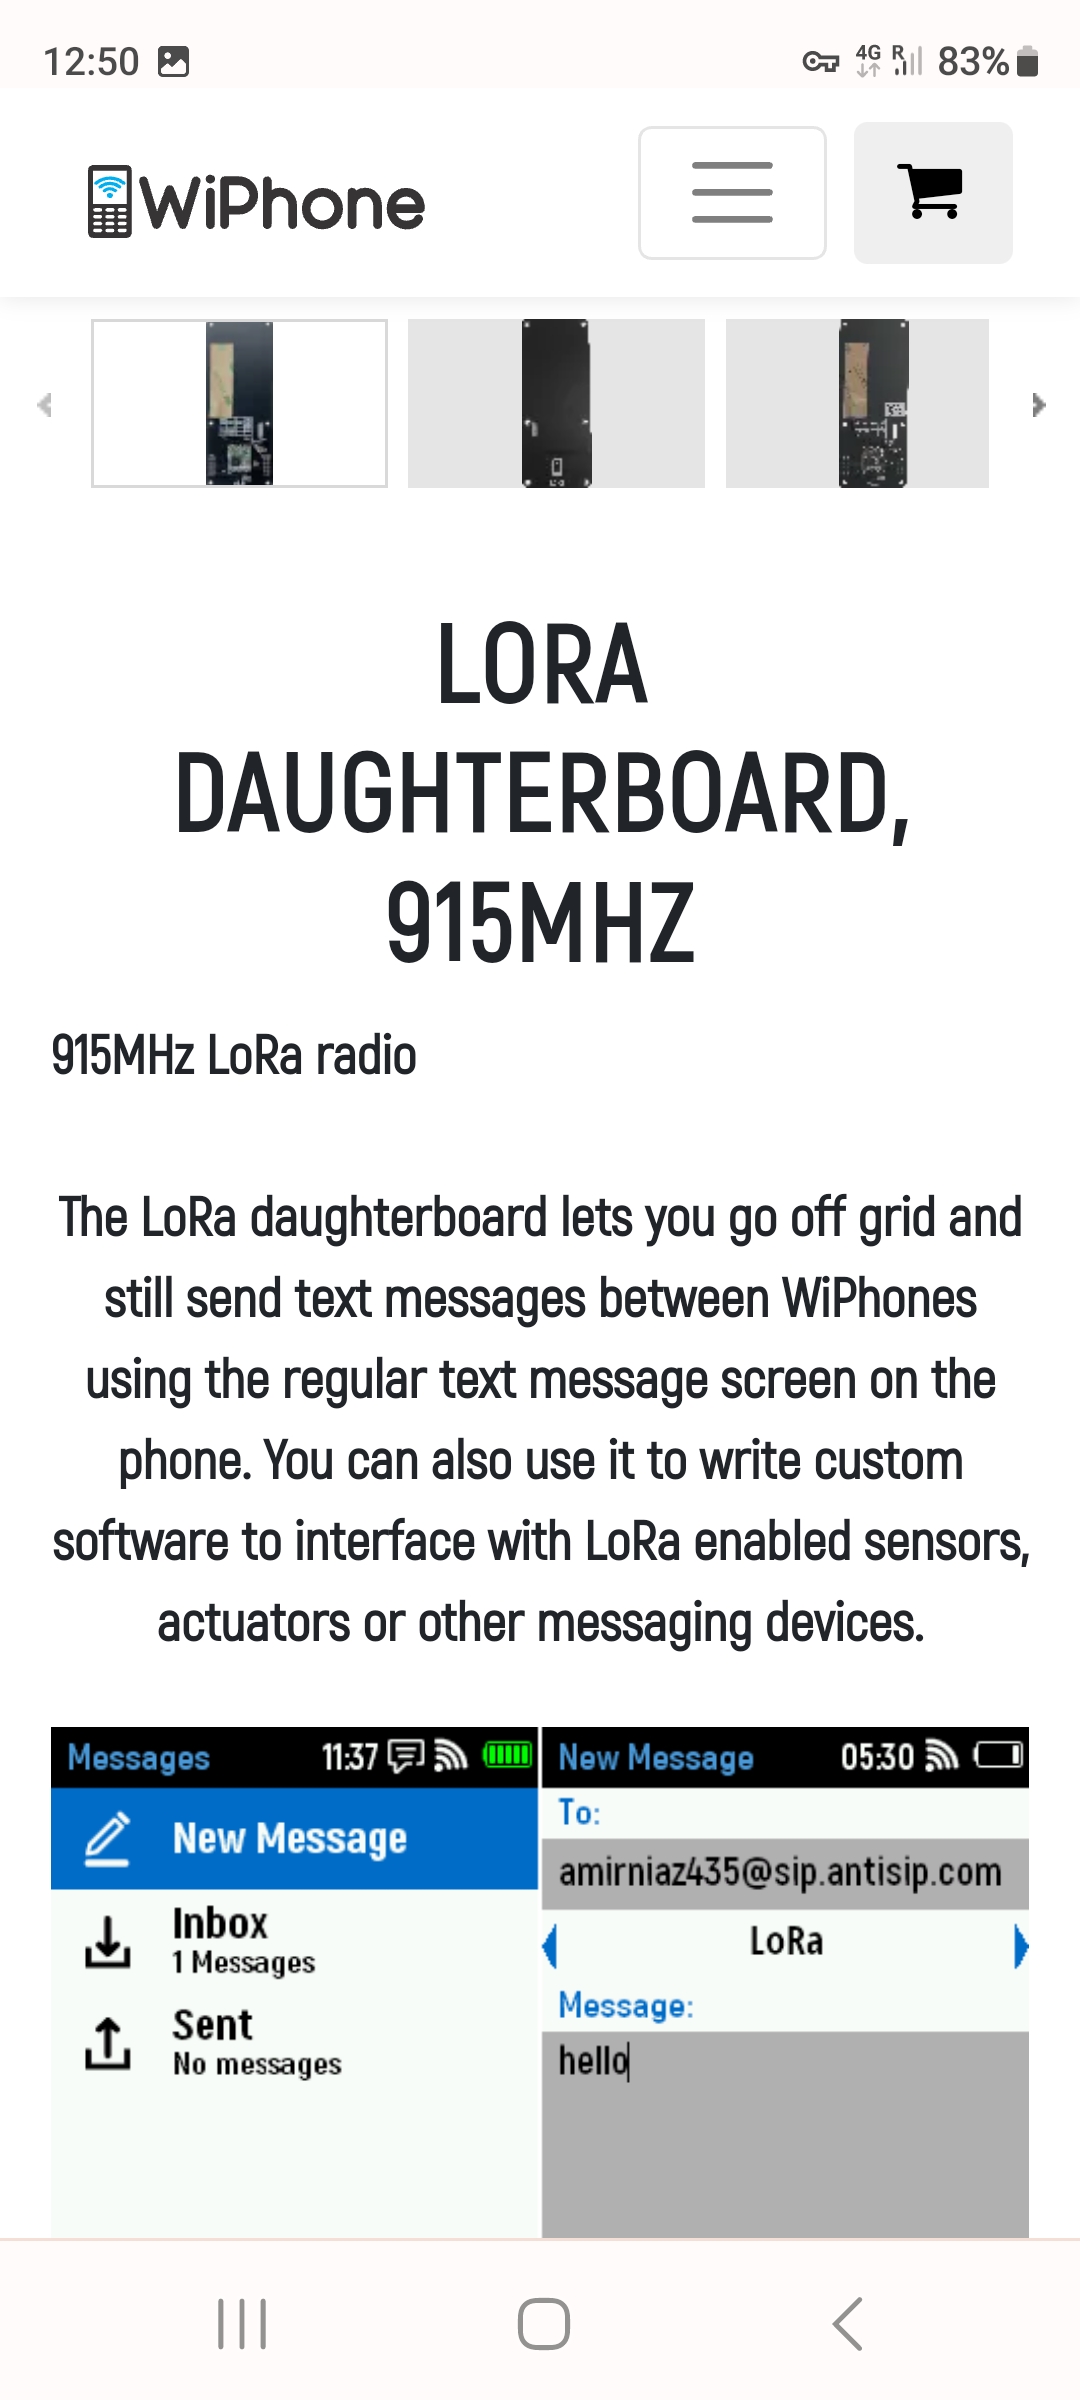 12:50
4G R 83%
WiPhone
LORA
DAUGHTERBOARD,
915MHZ
915MHz LoRa radio
The LoRa daughterboard lets you go off grid and
still send text messages between WiPhones
using the regular text message screen on the
phone. You can also use it to write custom
software to interface with LoRa enabled sensors,
actuators or other messaging devices.
Messages 11:37
New Message
Inbox
1 Messages
Sent
No messages
New Message 05:30
To:
amirniaz435@sip.antisip.com
LoRa
Message:
hello